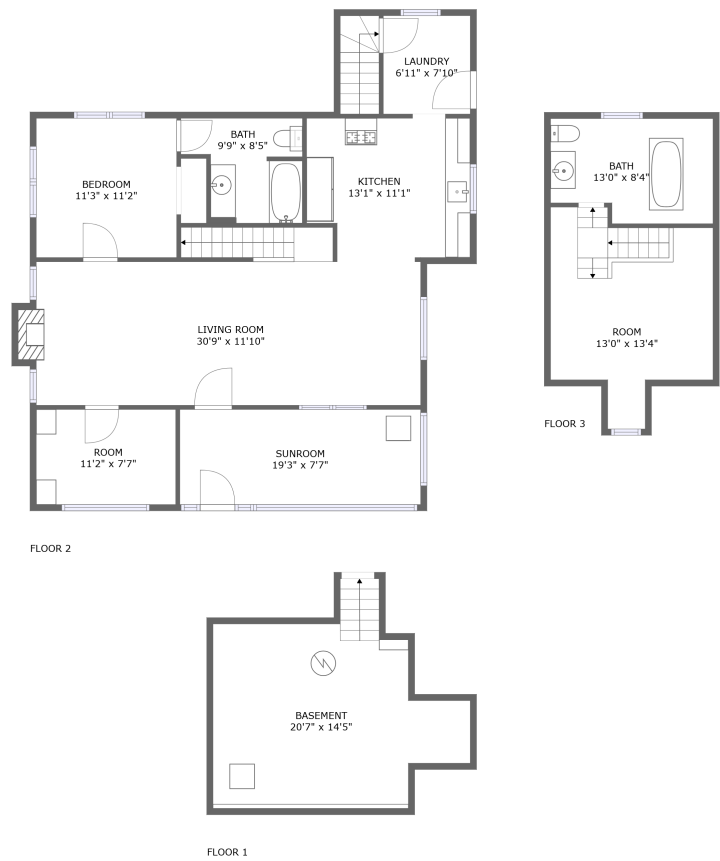 LAUNDRY
6'11" x 7'10"
BATH
9'9" x 8'5"
BEDROOM
11'3" x 11'2"
KITCHEN
13'1" x 11'1"
LIVING ROOM
30'9" x 11'10"
ROOM
11'2" x 7'7"
SUNROOM
19'3" x 7'7"
FLOOR 2
BATH
13'0" x 8'4"
ROOM
13'0" x 13'4"
FLOOR 3
BASEMENT
20'7" x 14'5"
FLOOR 1